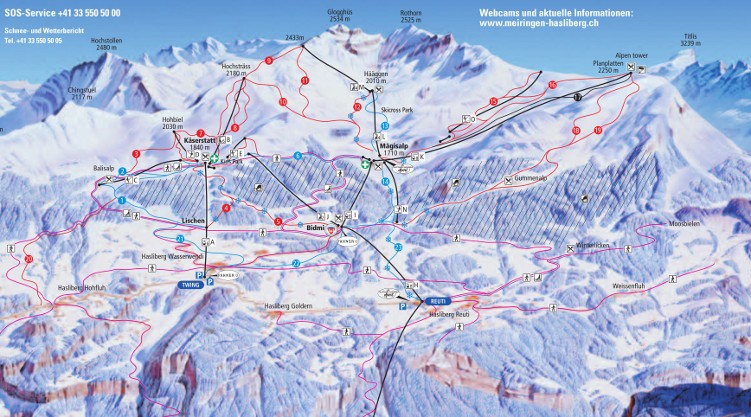 SOS-Service +41 33 550 50 00
Schnee- und Wetterbericht
Tel. +41 33 550 50 05
Webcams und aktuelle Informationen:
www.meiringen-hasliberg.ch
Glogghüs
2534 m
Rothorn
2525 m
Hochstollen
2480 m
2433m
Titlis
3239 m
Alpen tower
Planplatten
2250 m
Hochsträss
2180 m
Hääggen
2010 m
Chingstuel
2117 m
Skicross Park
Hohbiel
2030 m
Käserstatt
1840 m
Mägisalp
1710 m
Balisalp
Gummenalp
Lischen
Bidmi
Moosbielen
Winterlicken
Hasliberg Wasserwendi
Hasliberg Hohfluh
TWING
Hasliberg Goldern
REUTI
Hasliberg Reuti
Weissenfluh
9
11
10
12
13
15
16
17
18
19
7
8
3
2
1
6
14
4
5
21
22
23
20
M
L
K
O
B
E
D
C
J
I
N
A
H
P
P
P